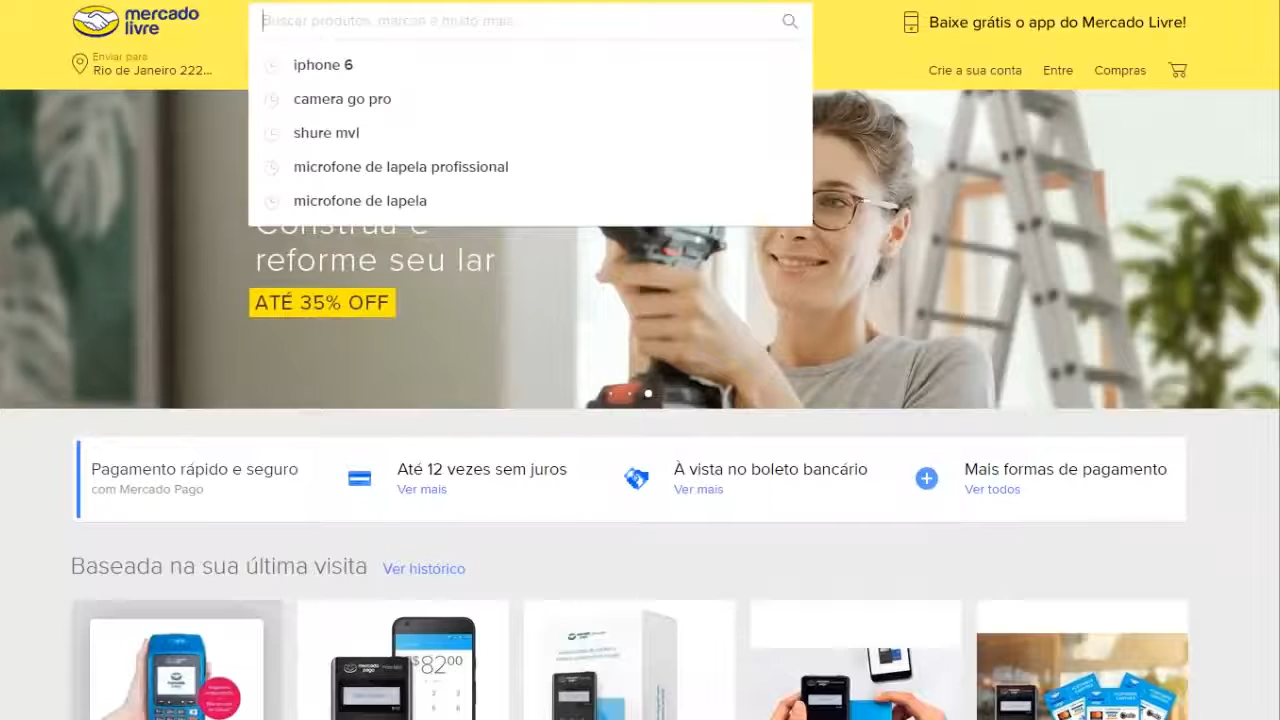 mercado
livre
Buscar produtos, marcas e muito mais...
Baixe grátis o app do Mercado Livre!
Enviar para
Rio de Janeiro 222...
Crie a sua conta
Entre
Compras
iphone 6
camera go pro
shure mvl
microfone de lapela profissional
microfone de lapela
Construa e
reforme seu lar
ATÉ 35% OFF
Pagamento rápido e seguro
com Mercado Pago
Até 12 vezes sem juros
Ver mais
À vista no boleto bancário
Ver mais
Mais formas de pagamento
Ver todos
Baseada na sua última visita
Ver histórico
mercado
pago
$8200